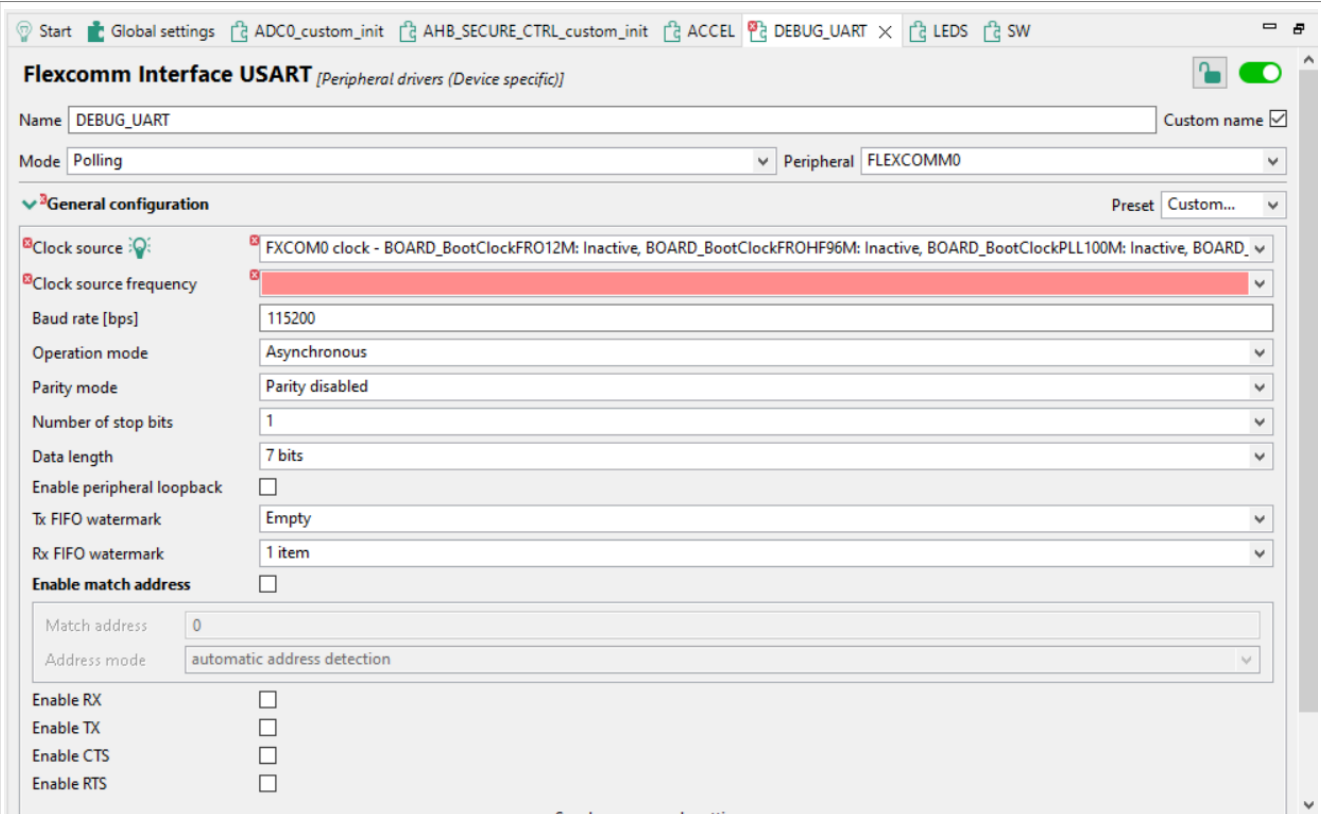 Start Global settings ADC0_custom_init AHB_SECURE_CTRL_custom_init ACCEL DEBUG_UART LEDS SW
Flexcomm Interface USART [Peripheral drivers (Device specific)]
Name DEBUG_UART Custom name
Mode Polling Peripheral FLEXCOMM0
3 General configuration Preset Custom...
Clock source FXCOM0 clock - BOARD_BootClockFRO12M: Inactive, BOARD_BootClockFROHF96M: Inactive, BOARD_BootClockPLL100M: Inactive, BOARD_
Clock source frequency
Baud rate [bps] 115200
Operation mode Asynchronous
Parity mode Parity disabled
Number of stop bits 1
Data length 7 bits
Enable peripheral loopback
Tx FIFO watermark Empty
Rx FIFO watermark 1 item
Enable match address
Match address 0
Address mode automatic address detection
Enable RX
Enable TX
Enable CTS
Enable RTS